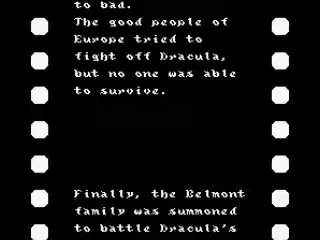 to bad.
The good people of
Europe tried to
fight off Dracula,
but no one was able
to survive.
Finally, the Belmont
family was summoned
to battle Dracula's